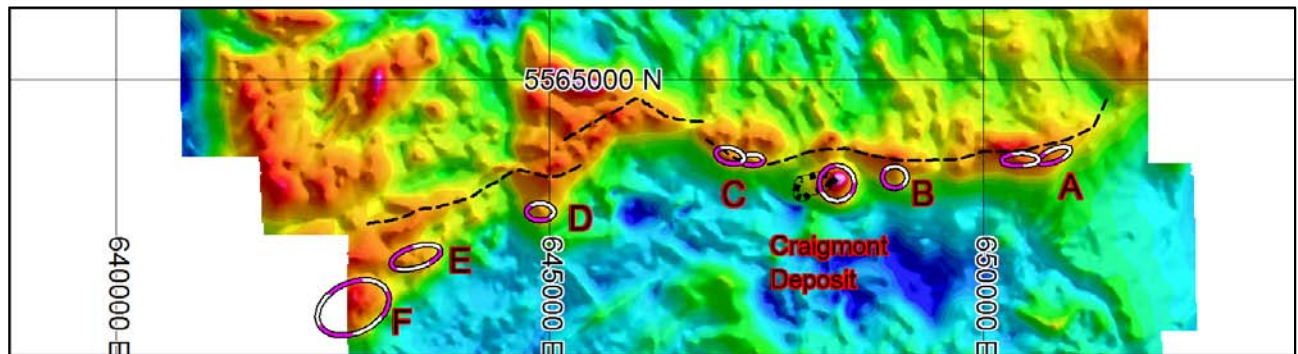 5565000 N
C
B
A
D
E
F
Craigmont
Deposit
640000 E
645000 E
650000 E